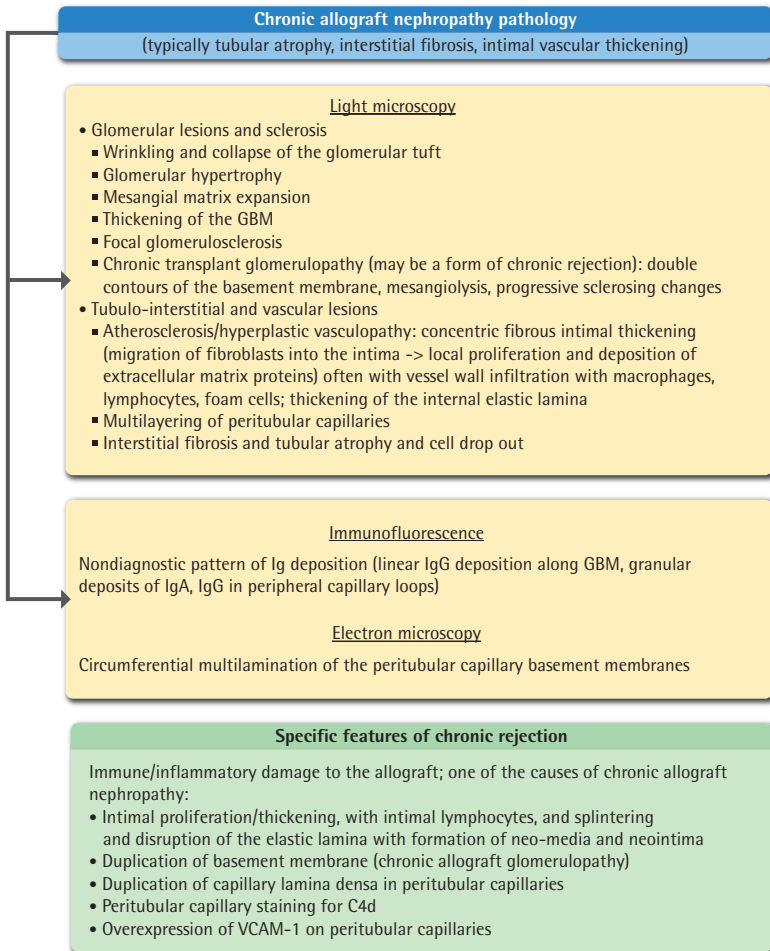 Chronic allograft nephropathy pathology
(typically tubular atrophy, interstitial fibrosis, intimal vascular thickening)
Light microscopy
• Glomerular lesions and sclerosis
▪ Wrinkling and collapse of the glomerular tuft
▪ Glomerular hypertrophy
▪ Mesangial matrix expansion
▪ Thickening of the GBM
▪ Focal glomerulosclerosis
▪ Chronic transplant glomerulopathy (may be a form of chronic rejection): double
contours of the basement membrane, mesangiolysis, progressive sclerosing changes
• Tubulo-interstitial and vascular lesions
▪ Atherosclerosis/hyperplastic vasculopathy: concentric fibrous intimal thickening
(migration of fibroblasts into the intima -> local proliferation and deposition of
extracellular matrix proteins) often with vessel wall infiltration with macrophages,
lymphocytes, foam cells; thickening of the internal elastic lamina
▪ Multilayering of peritubular capillaries
▪ Interstitial fibrosis and tubular atrophy and cell drop out
Immunofluorescence
Nondiagnostic pattern of Ig deposition (linear IgG deposition along GBM, granular
deposits of IgA, IgG in peripheral capillary loops)
Electron microscopy
Circumferential multilamination of the peritubular capillary basement membranes
Specific features of chronic rejection
Immune/inflammatory damage to the allograft; one of the causes of chronic allograft
nephropathy:
• Intimal proliferation/thickening, with intimal lymphocytes, and splintering
and disruption of the elastic lamina with formation of neo-media and neointima
• Duplication of basement membrane (chronic allograft glomerulopathy)
• Duplication of capillary lamina densa in peritubular capillaries
• Peritubular capillary staining for C4d
• Overexpression of VCAM-1 on peritubular capillaries